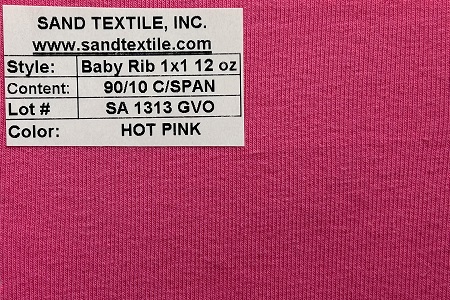 SAND TEXTILE, INC.
www.sandtextile.com
Style: Baby Rib 1x1 12 oz
Content: 90/10 C/SPAN
Lot # SA 1313 GVO
Color: HOT PINK